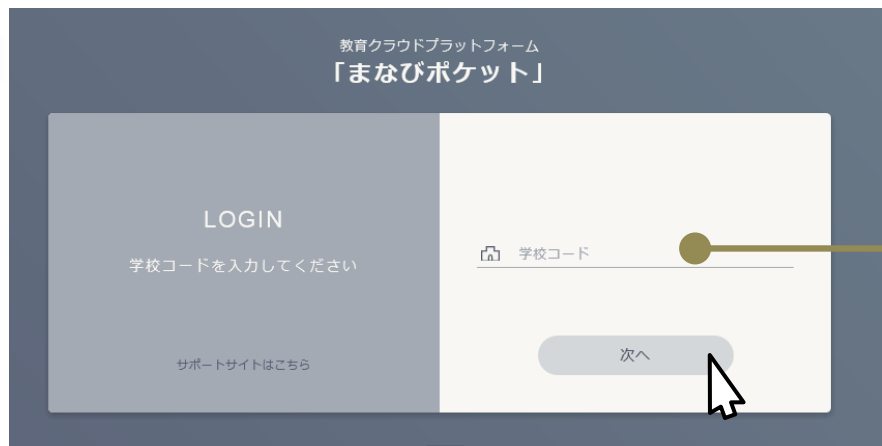 教育クラウドプラットフォーム
「まなびポケット」
LOGIN
学校コードを入力してください
サポートサイトはこちら
学校コード
次へ